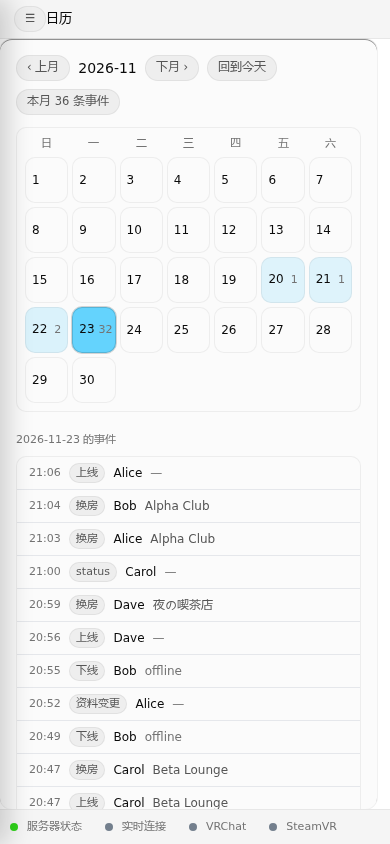 ☰ 日历
‹ 上月 2026-11 下月 › 回到今天
本月 36 条事件
日 一 二 三 四 五 六
1 2 3 4 5 6 7
8 9 10 11 12 13 14
15 16 17 18 19 20 1 21 1
22 2 23 32 24 25 26 27 28
29 30
2026-11-23 的事件
21:06 上线 Alice —
21:04 换房 Bob Alpha Club
21:03 换房 Alice Alpha Club
21:00 status Carol —
20:59 换房 Dave 夜の喫茶店
20:56 上线 Dave —
20:55 下线 Bob offline
20:52 资料变更 Alice —
20:49 下线 Bob offline
20:47 换房 Carol Beta Lounge
20:47 上线 Carol Beta Lounge
服务器状态 实时连接 VRChat SteamVR